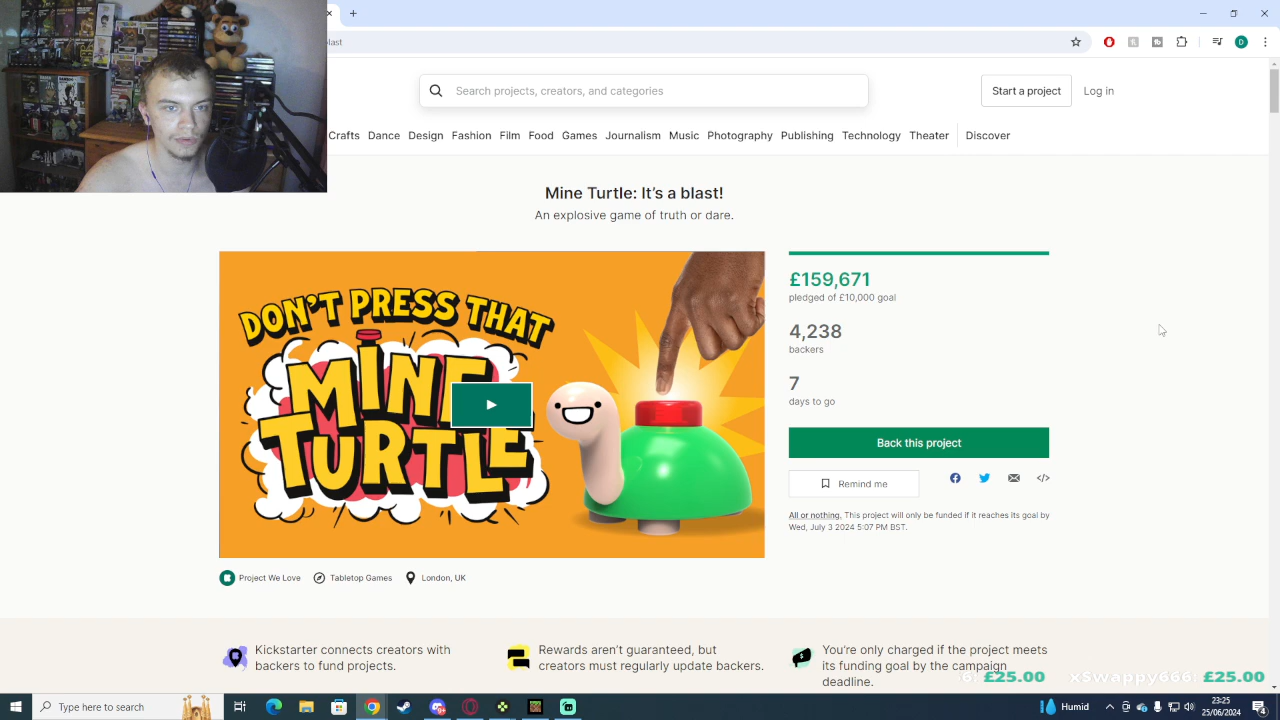 last
Search projects, creators, and categories
Start a project
Log in
Crafts Dance Design Fashion Film Food Games Journalism Music Photography Publishing Technology Theater Discover
Mine Turtle: It's a blast!
An explosive game of truth or dare.
DON'T PRESS THAT
MINE
TURTLE
£159,671
pledged of £10,000 goal
4,238
backers
7
days to go
Back this project
Remind me
All or nothing. This project will only be funded if it reaches its goal by
Wed, July 3 2024 5:07 PM BST.
Project We Love
Tabletop Games
London, UK
Kickstarter connects creators with
backers to fund projects.
Rewards aren't guaranteed, but
creators must regularly update backers.
You're only charged if the project meets
its funding goal by the campaign
deadline.
6: £25.00 xSwappy666: £25.00
Type here to search
Humid
23:25
25/06/2024